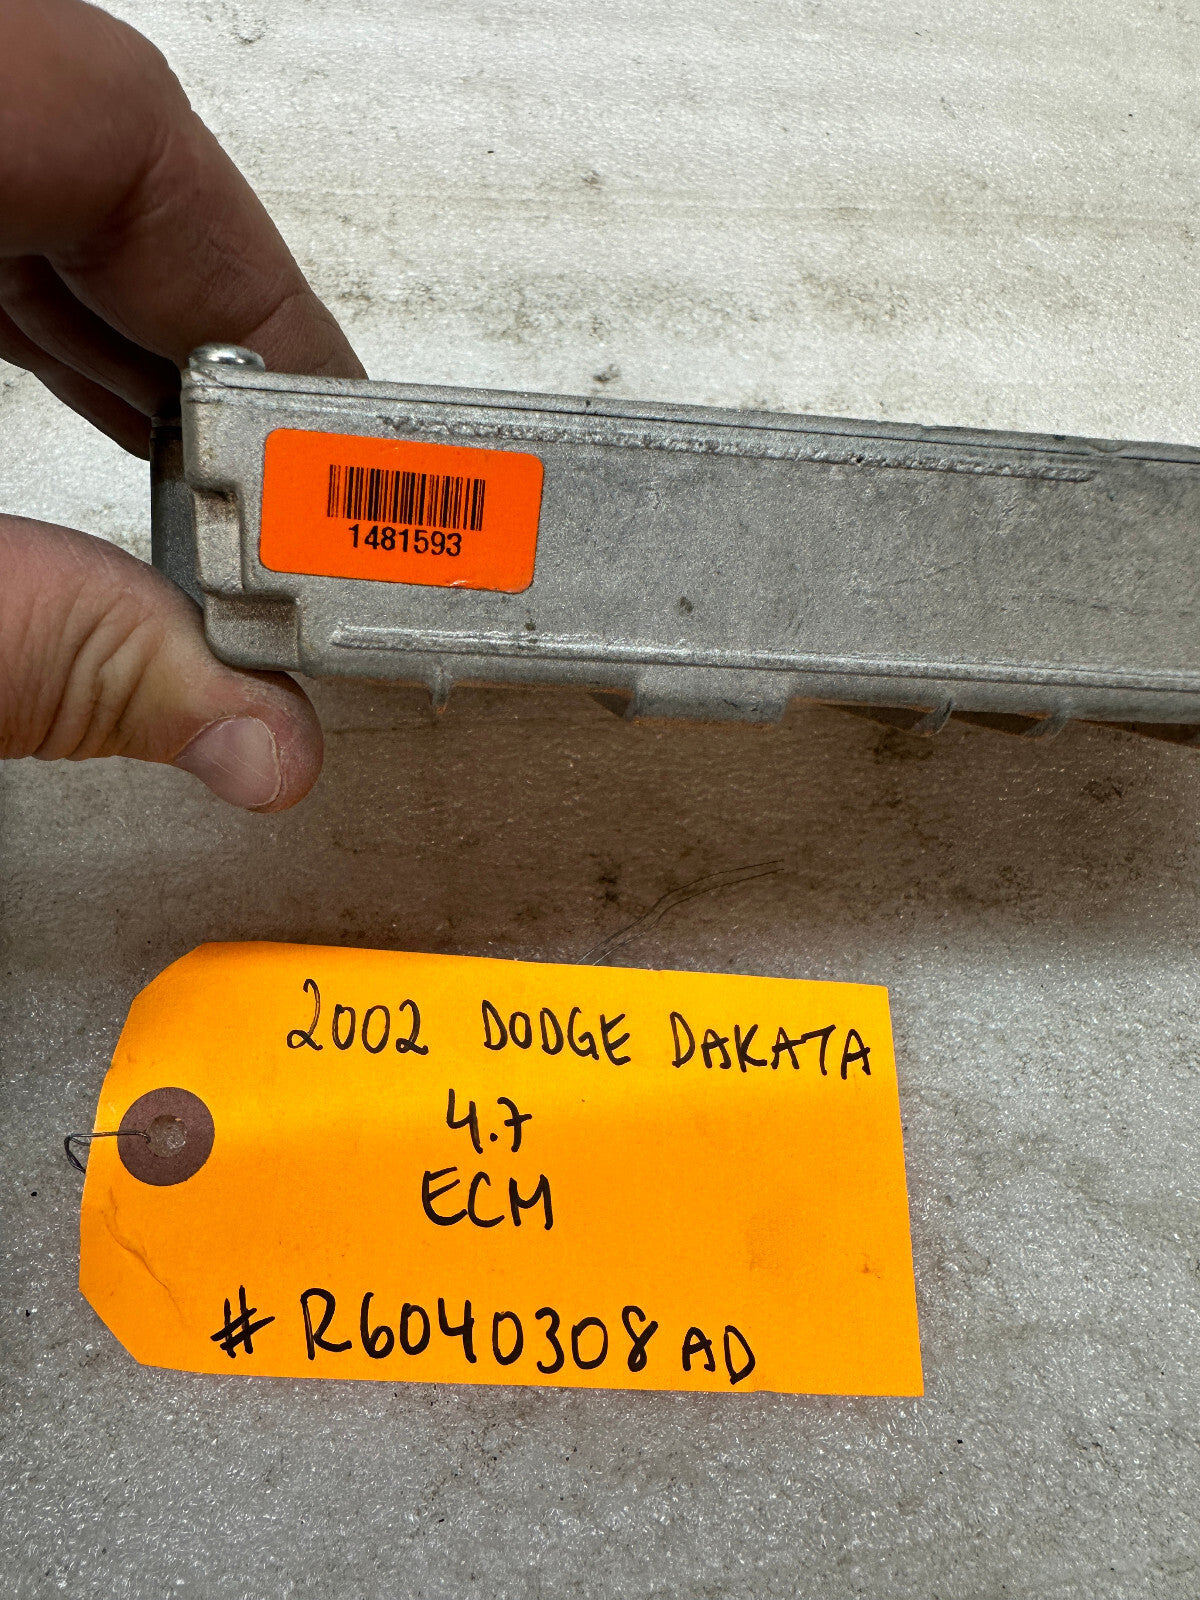 1481593
2002 DODGE DAKATA
4.7
ECM
# R6040308AD